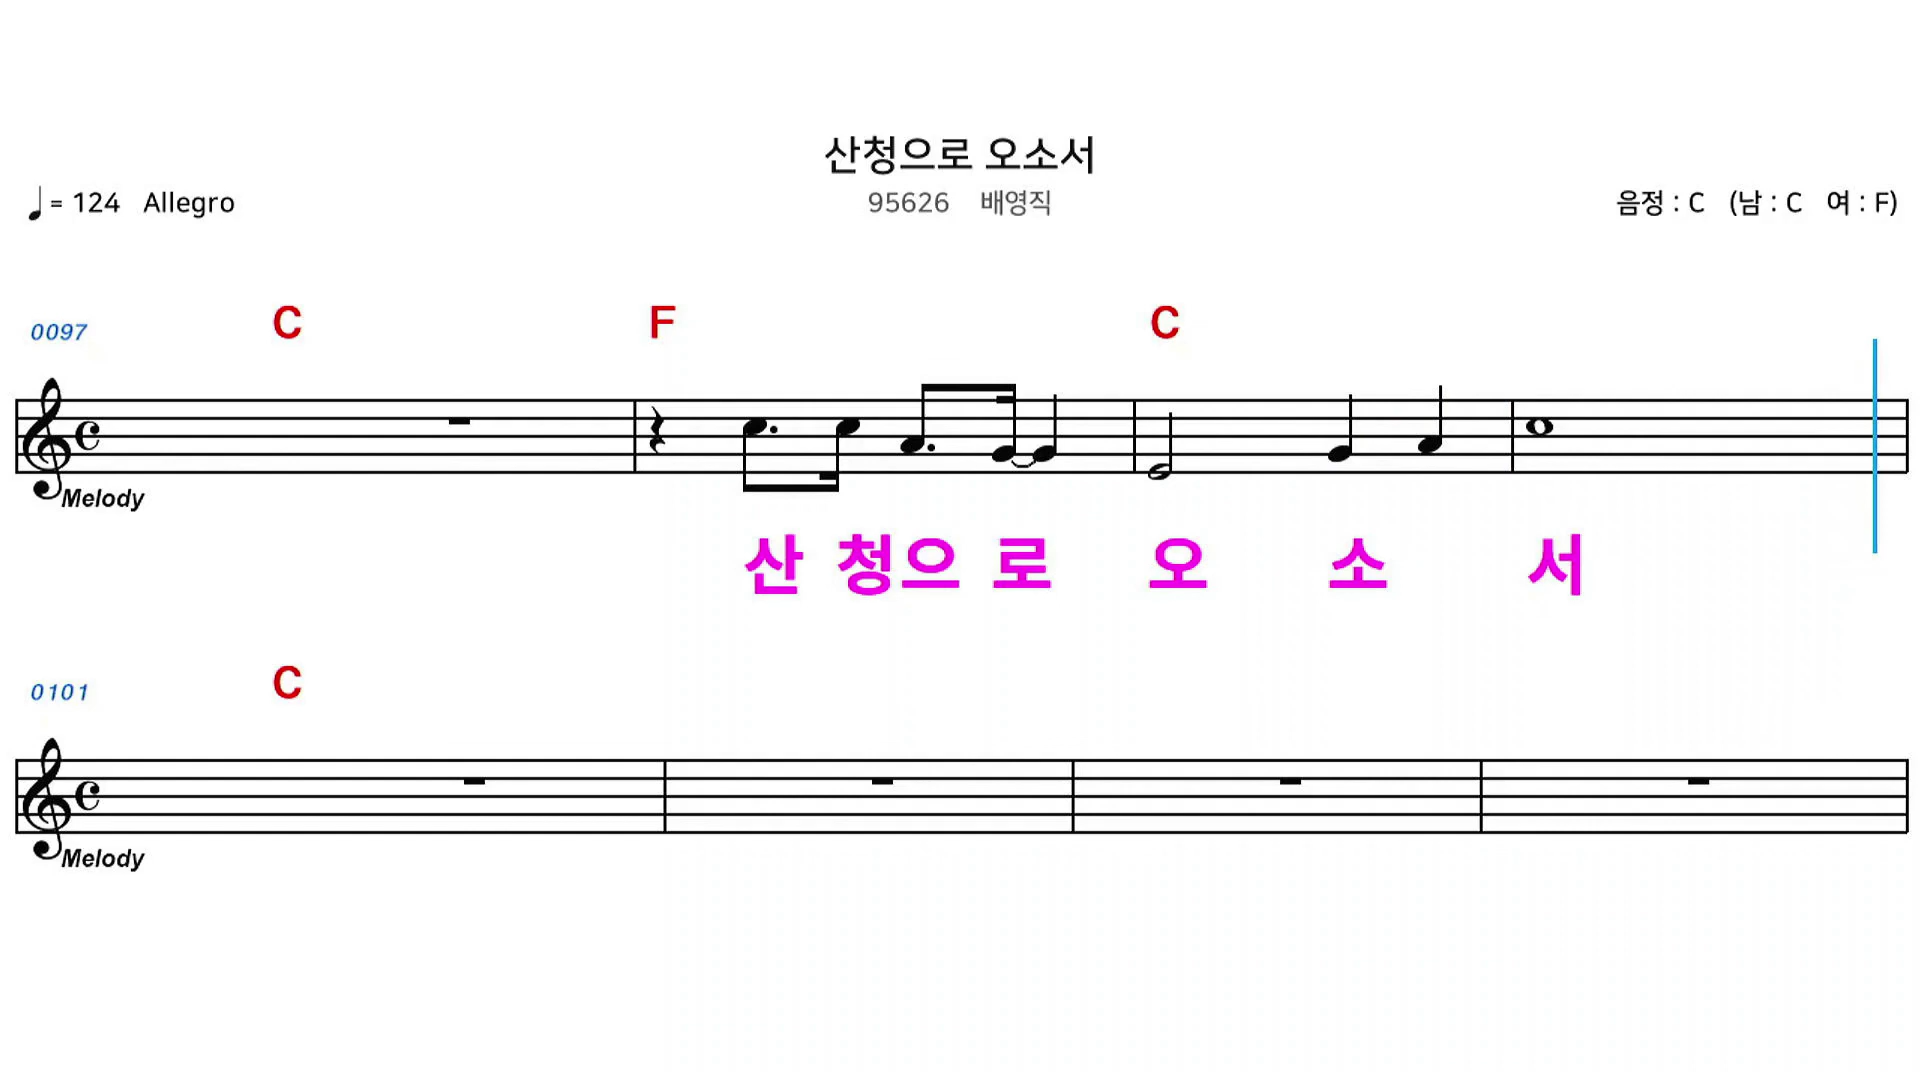 산청으로 오소서
= 124 Allegro
95626 배영직
음정 : C (남 : C 여 : F)
0097 C F C
Melody
산 청으 로 오 소 서
0101 C
Melody